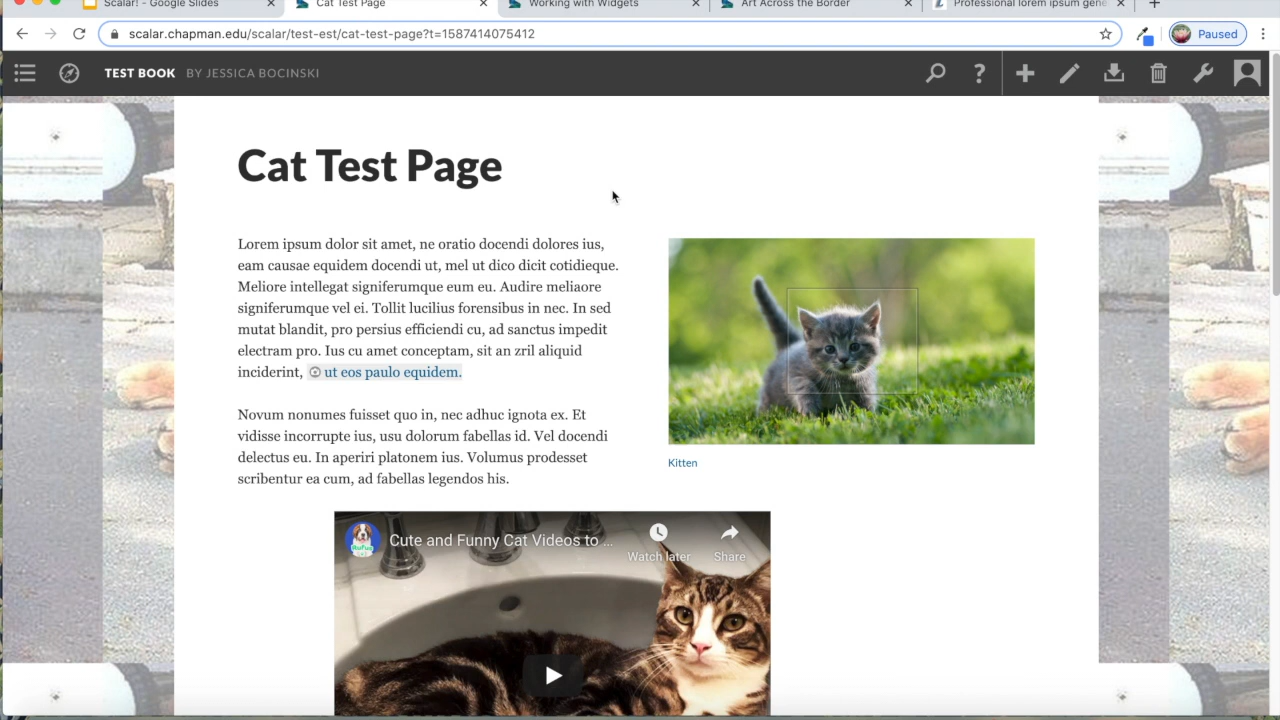 Scalar! - Google Slides
Cat Test Page
Working with Widgets
Art Across the Border
Professional lorem ipsum gene
scalar.chapman.edu/scalar/test-est/cat-test-page?t=1587414075412
Paused
TEST BOOK BY JESSICA BOCINSKI
Cat Test Page
Lorem ipsum dolor sit amet, ne oratio docendi dolores ius,
eam causae equidem docendi ut, mel ut dico dicit cotidieque.
Meliore intellegat signiferumque eum eu. Audire meliaore
signiferumque vel ei. Tollit lucilius forensibus in nec. In sed
mutat blandit, pro persius efficiendi cu, ad sanctus impedit
electram pro. Ius cu amet conceptam, sit an zril aliquid
inciderint, ut eos paulo equidem.
Novum nonumes fuisset quo in, nec adhuc ignota ex. Et
vidisse incorrupte ius, usu dolorum fabellas id. Vel docendi
delectus eu. In aperiri platonem ius. Volumus prodesset
scribentur ea cum, ad fabellas legendos his.
Kitten
Rufus
Cute and Funny Cat Videos to ...
Watch later
Share